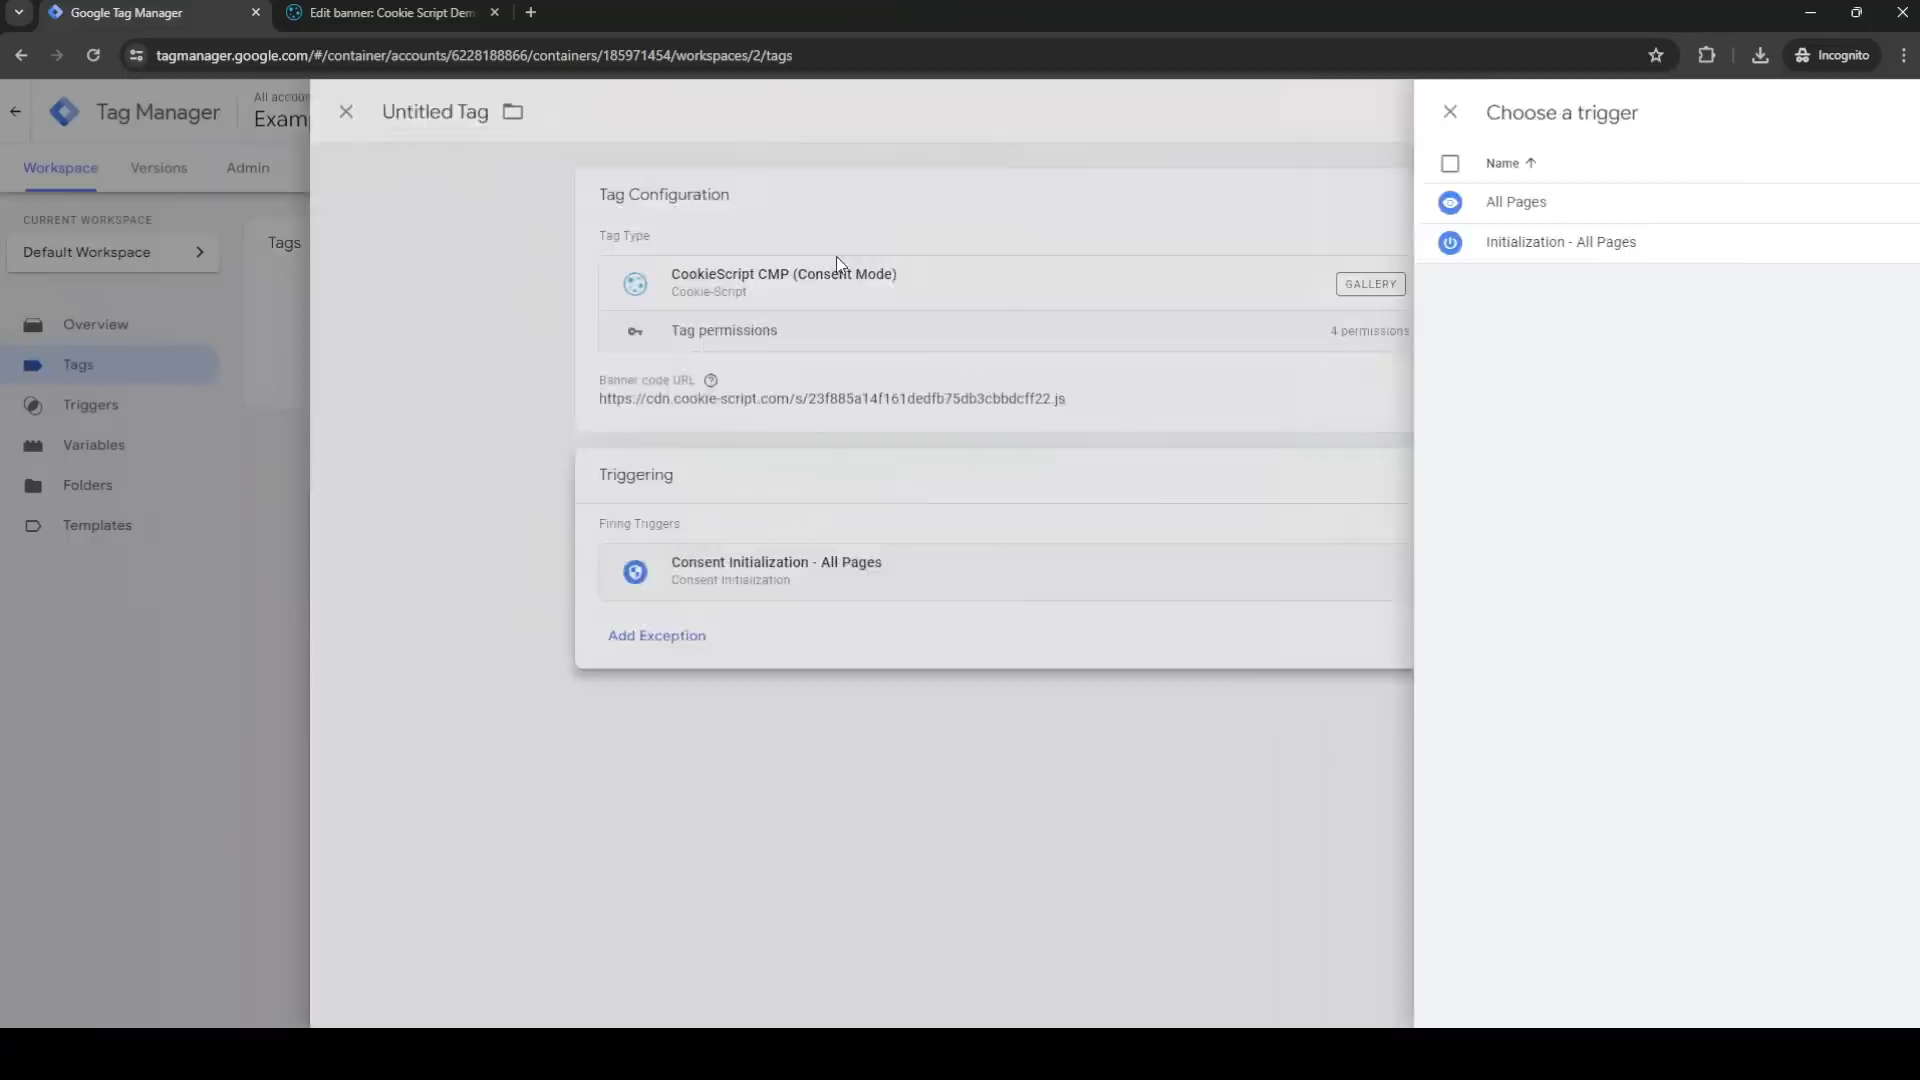 Google Tag Manager
Edit banner: Cookie Script Dem
tagmanager.google.com/#/container/accounts/6228188866/containers/185971454/workspaces/2/tags
Incognito
Tag Manager
All accoun
Exam
Untitled Tag
Choose a trigger
Workspace
Versions
Admin
Name
All Pages
Initialization - All Pages
CURRENT WORKSPACE
Default Workspace
Tags
Overview
Tags
Triggers
Variables
Folders
Templates
Tag Configuration
Tag Type
CookieScript CMP (Consent Mode)
Cookie-Script
GALLERY
Tag permissions
4 permissions
Banner code URL
https://cdn.cookie-script.com/s/23f885a14f161dedfb75db3cbbdcff22.js
Triggering
Firing Triggers
Consent Initialization - All Pages
Consent Initialization
Add Exception